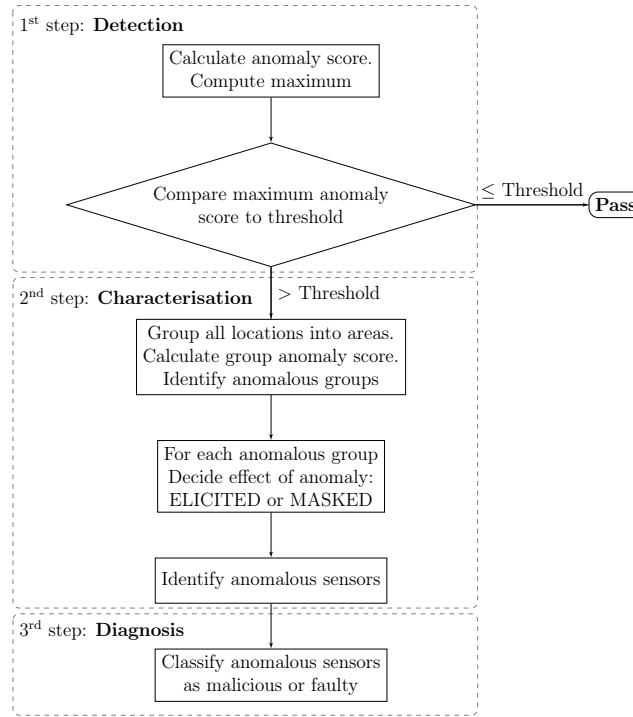 1st step: Detection
Calculate anomaly score.
Compute maximum
Compare maximum anomaly
score to threshold
≤ Threshold
Pass
> Threshold
2nd step: Characterisation
Group all locations into areas.
Calculate group anomaly score.
Identify anomalous groups
For each anomalous group
Decide effect of anomaly:
ELICITED or MASKED
Identify anomalous sensors
3rd step: Diagnosis
Classify anomalous sensors
as malicious or faulty